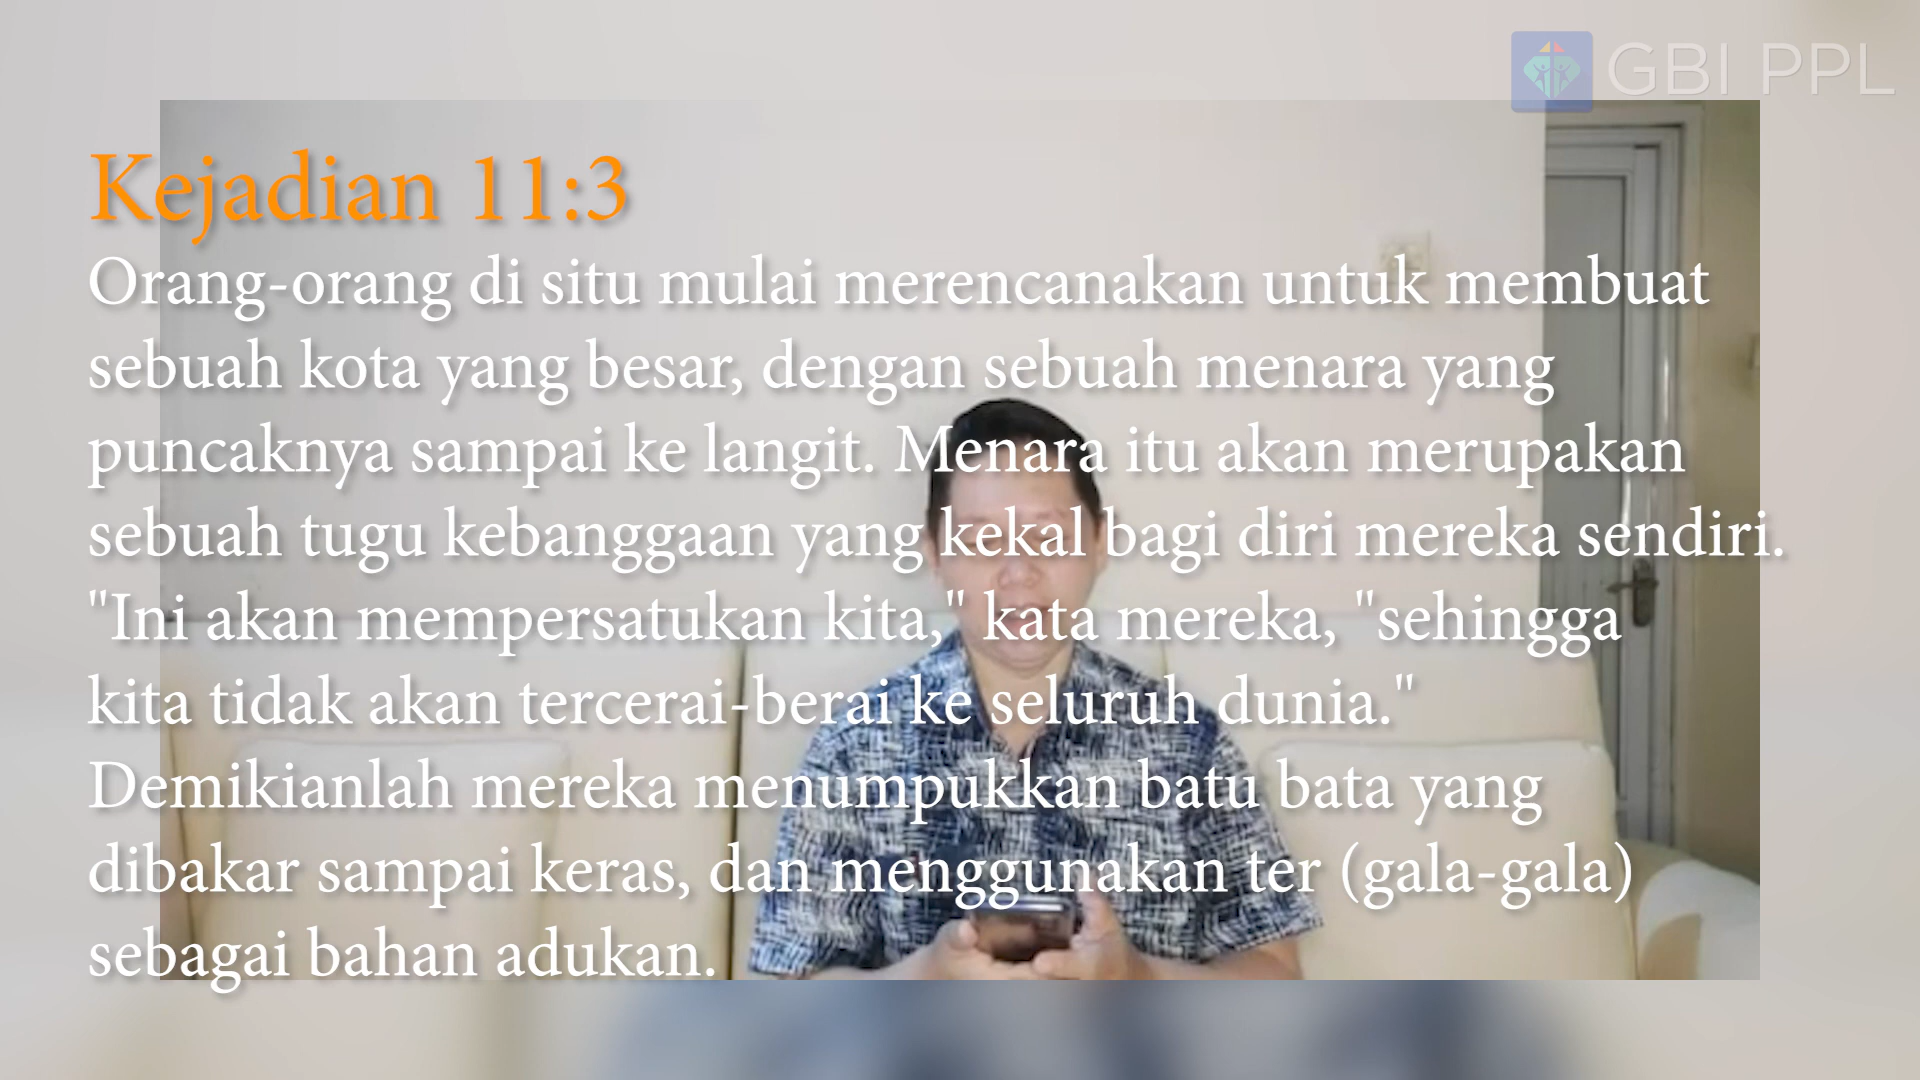 GBI PPL
Kejadian 11:3
Orang-orang di situ mulai merencanakan untuk membuat
sebuah kota yang besar, dengan sebuah menara yang
puncaknya sampai ke langit. Menara itu akan merupakan
sebuah tugu kebanggaan yang kekal bagi diri mereka sendiri.
"Ini akan mempersatukan kita," kata mereka, "sehingga
kita tidak akan tercerai-berai ke seluruh dunia."
Demikianlah mereka menumpukkan batu bata yang
dibakar sampai keras, dan menggunakan ter (gala-gala)
sebagai bahan adukan.